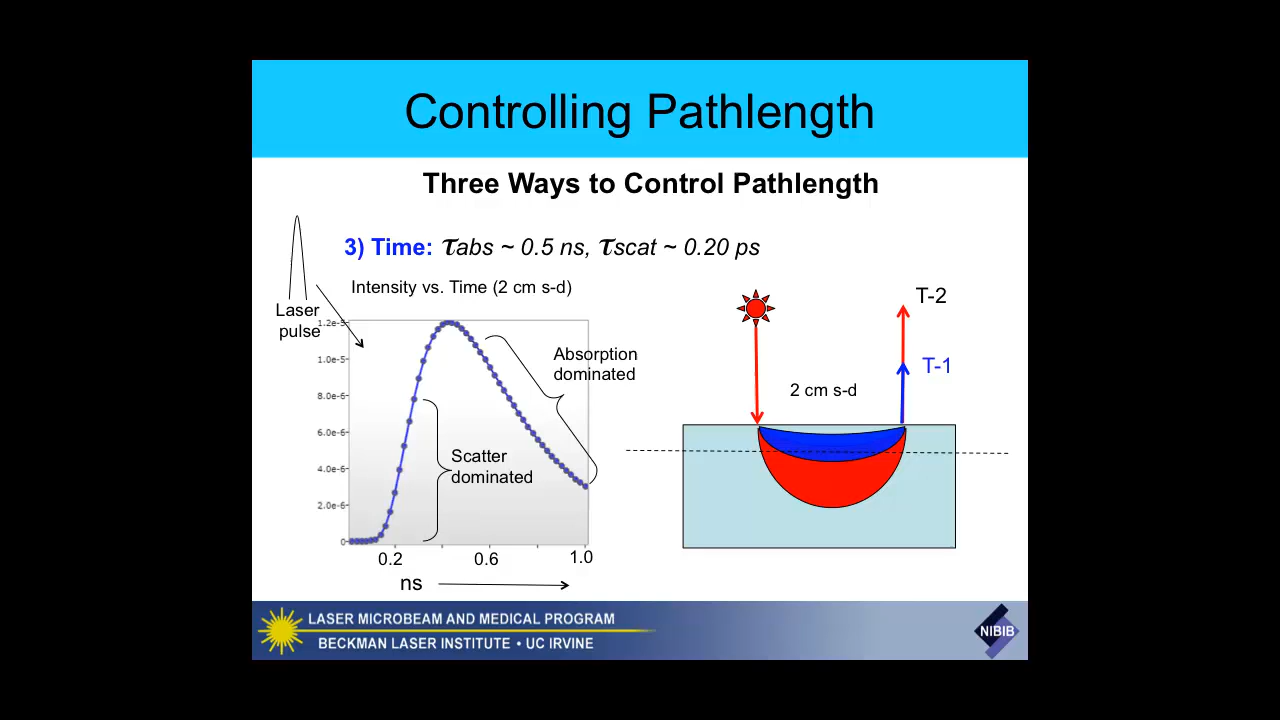 Controlling Pathlength
Three Ways to Control Pathlength
3) Time: τabs ~ 0.5 ns, τscat ~ 0.20 ps
Intensity vs. Time (2 cm s-d)
Laser
pulse
1.2e-5
1.0e-5
8.0e-6
6.0e-6
4.0e-6
2.0e-6
0
Absorption
dominated
Scatter
dominated
0.2 0.6 1.0
ns
T-2
T-1
2 cm s-d
LASER MICROBEAM AND MEDICAL PROGRAM
BECKMAN LASER INSTITUTE • UC IRVINE
NIBIB